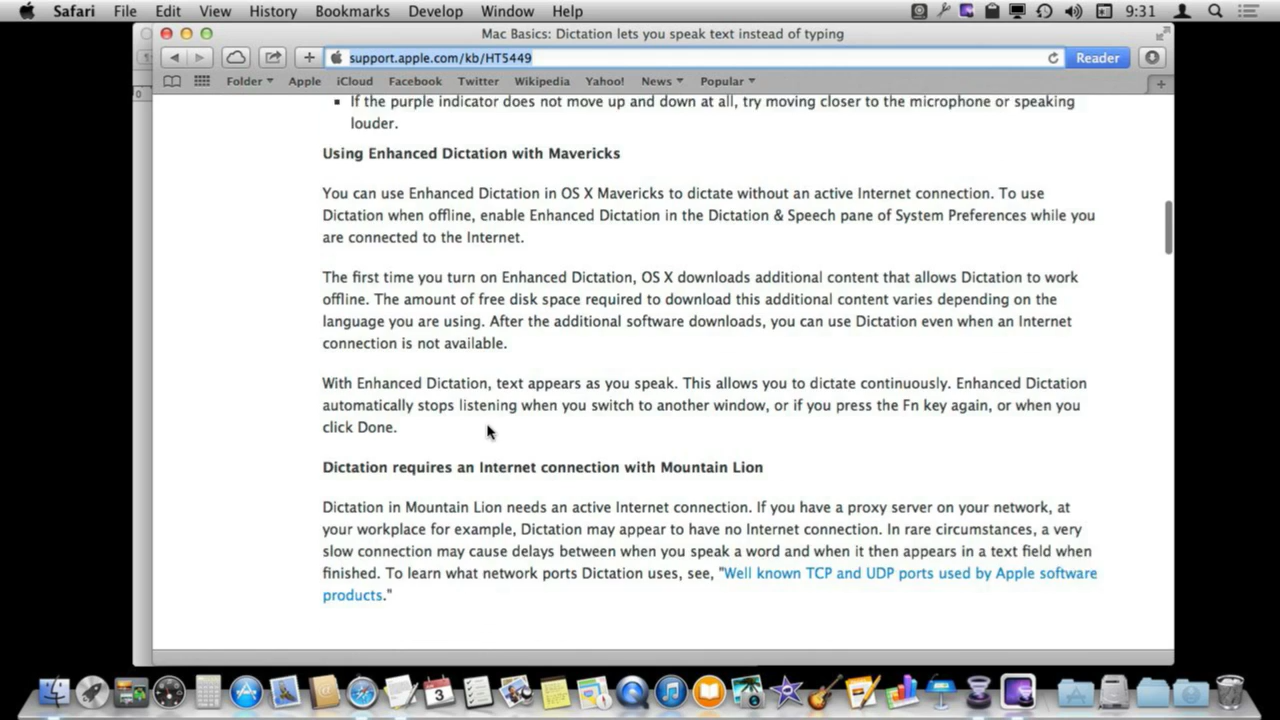 Safari File Edit View History Bookmarks Develop Window Help 9:31
Mac Basics: Dictation lets you speak text instead of typing
support.apple.com/kb/HT5449 Reader
Folder Apple iCloud Facebook Twitter Wikipedia Yahoo! News Popular
If the purple indicator does not move up and down at all, try moving closer to the microphone or speaking
louder.
Using Enhanced Dictation with Mavericks
You can use Enhanced Dictation in OS X Mavericks to dictate without an active Internet connection. To use
Dictation when offline, enable Enhanced Dictation in the Dictation & Speech pane of System Preferences while you
are connected to the Internet.
The first time you turn on Enhanced Dictation, OS X downloads additional content that allows Dictation to work
offline. The amount of free disk space required to download this additional content varies depending on the
language you are using. After the additional software downloads, you can use Dictation even when an Internet
connection is not available.
With Enhanced Dictation, text appears as you speak. This allows you to dictate continuously. Enhanced Dictation
automatically stops listening when you switch to another window, or if you press the Fn key again, or when you
click Done.
Dictation requires an Internet connection with Mountain Lion
Dictation in Mountain Lion needs an active Internet connection. If you have a proxy server on your network, at
your workplace for example, Dictation may appear to have no Internet connection. In rare circumstances, a very
slow connection may cause delays between when you speak a word and when it then appears in a text field when
finished. To learn what network ports Dictation uses, see, "Well known TCP and UDP ports used by Apple software
products."
3